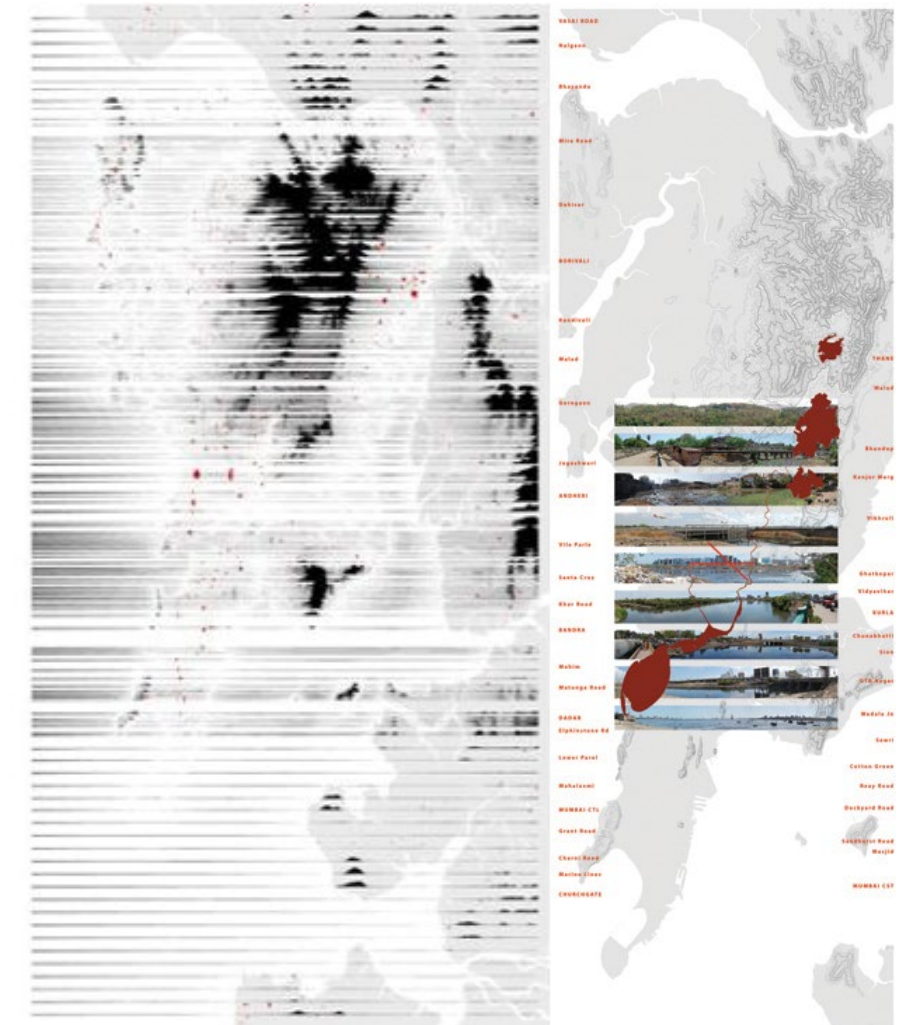 VASAI ROAD
Naigaon
Bhayandar
Mira Road
Dahisar
BORIVALI
Kandivali
Malad
Goregaon
Jogeshwari
ANDHERI
Vile Parle
Santa Cruz
Khar Road
BANDRA
Mahim
Matunga Road
DADAR
Elphinstone Rd
Lower Parel
Mahalaxmi
MUMBAI CTL
Grant Road
Charni Road
Marine Lines
CHURCHGATE
THANE
Mulud
Bhandup
Kanjur Marg
Vikhroli
Ghatkopar
Vidyavihar
KURLA
Chunabhatti
Sion
GTB Nagar
Wadala Jn
Sewri
Cotton Green
Reay Road
Dockyard Road
Sandhurst Road
Masjid
MUMBAI CST